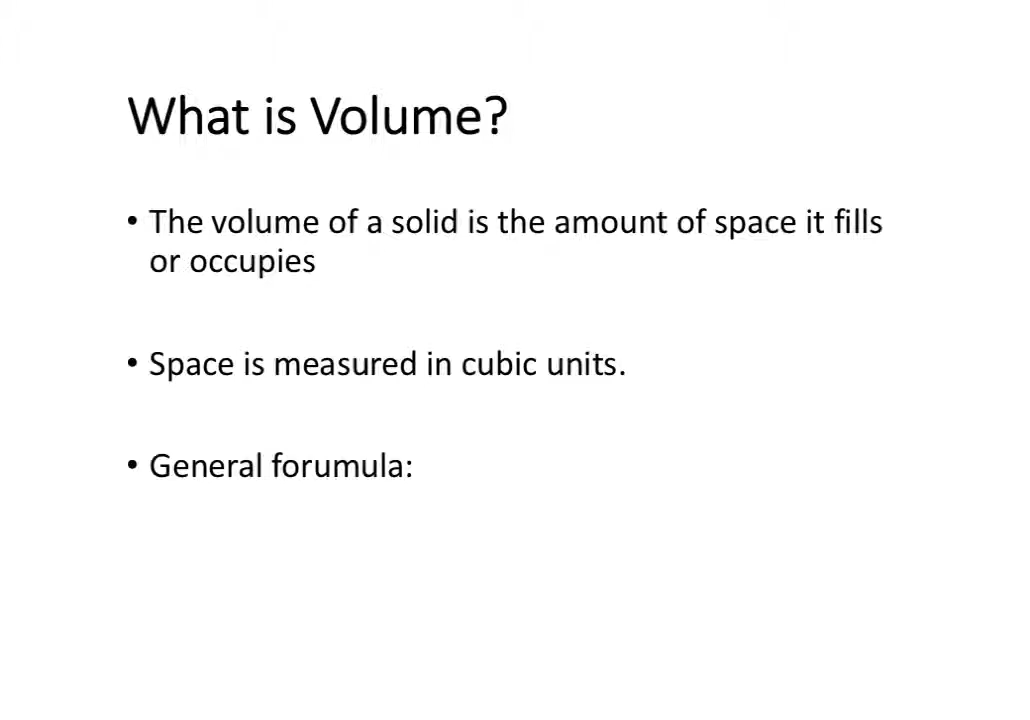 What is Volume?
• The volume of a solid is the amount of space it fills
or occupies
• Space is measured in cubic units.
• General forumula: